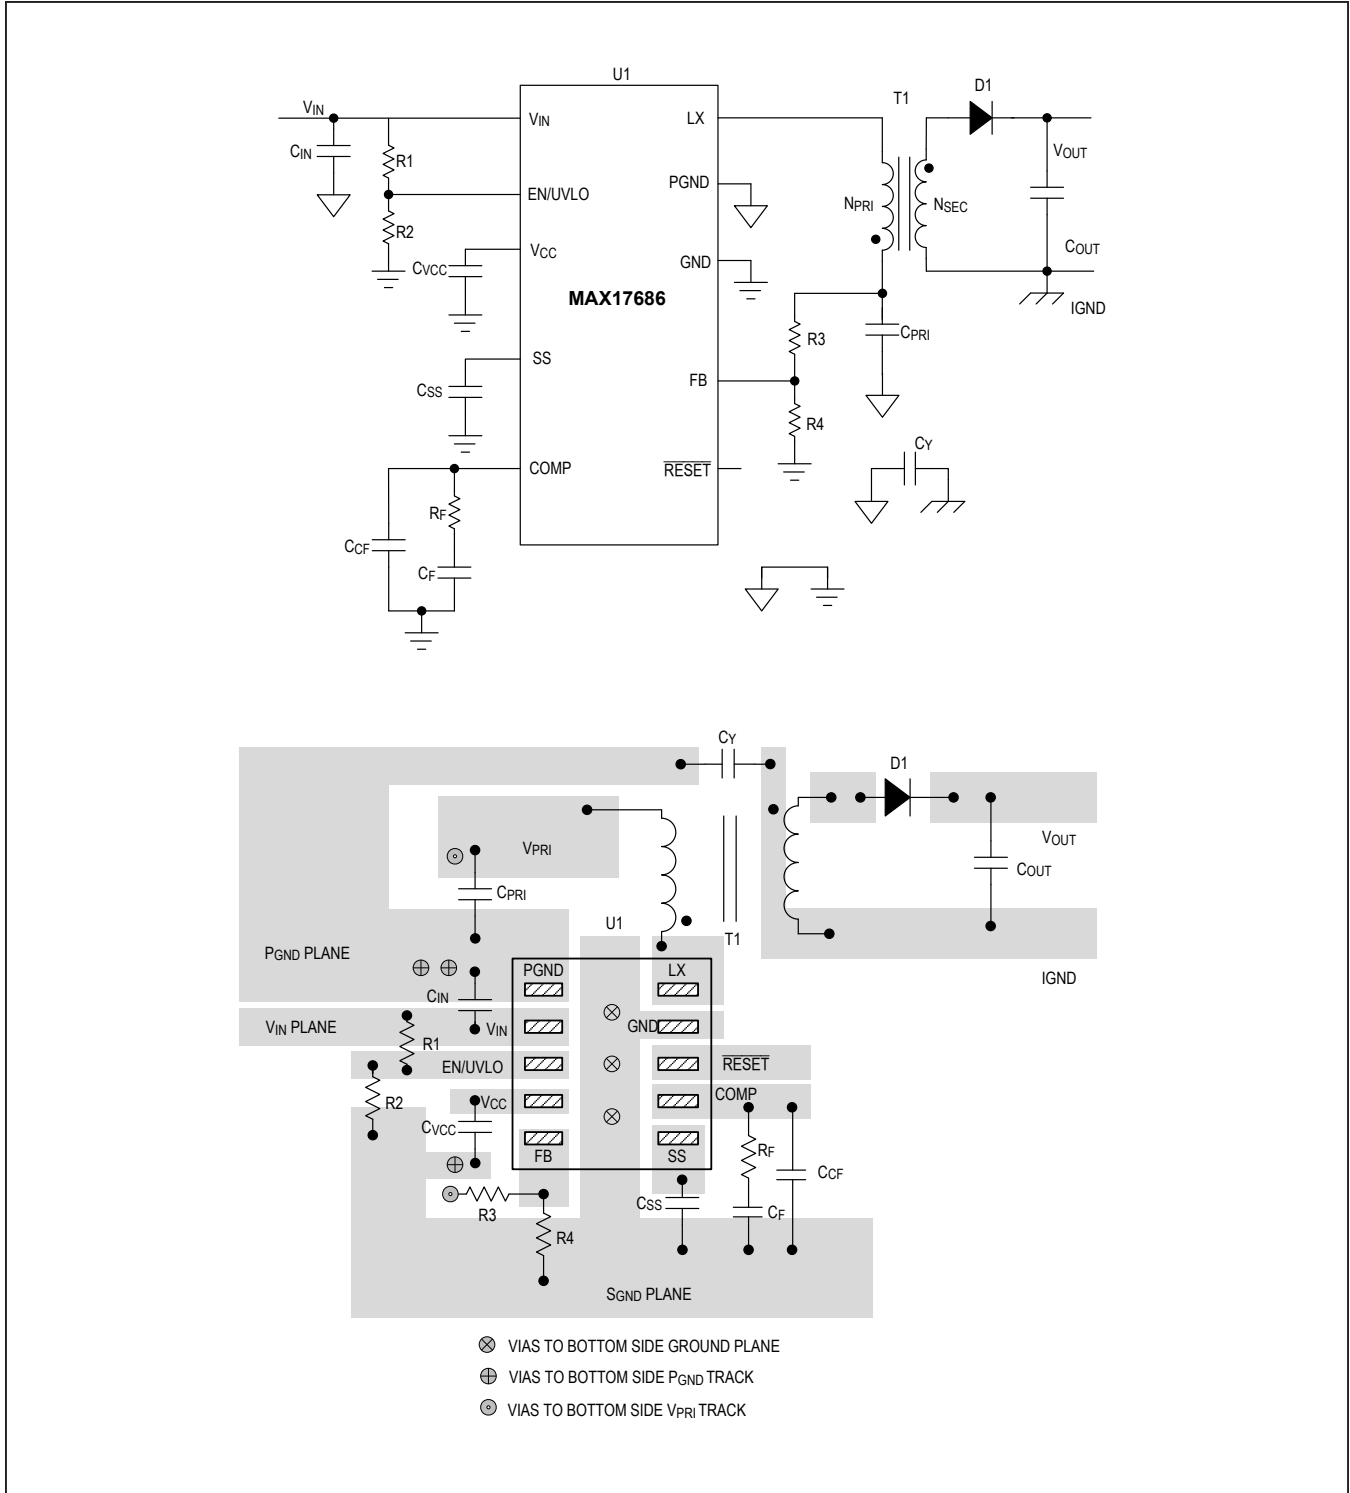 U1
VIN
CIN
R1
R2
VIN
EN/UVLO
VCC
CVCC
SS
CSS
COMP
RF
CCF
CF
MAX17686
LX
PGND
GND
FB
RESET
T1
D1
NPRI
NSEC
VOUT
COUT
IGND
R3
CPRI
R4
CY
CY
D1
VPRI
VOUT
COUT
CPRI
U1
T1
PGND PLANE
PGND
LX
IGND
CIN
VIN PLANE
VIN
GND
R1
EN/UVLO
RESET
R2
VCC
COMP
CVCC
FB
SS
RF
CCF
R3
CSS
CF
R4
SGND PLANE
VIAS TO BOTTOM SIDE GROUND PLANE
VIAS TO BOTTOM SIDE PGND TRACK
VIAS TO BOTTOM SIDE VPRI TRACK